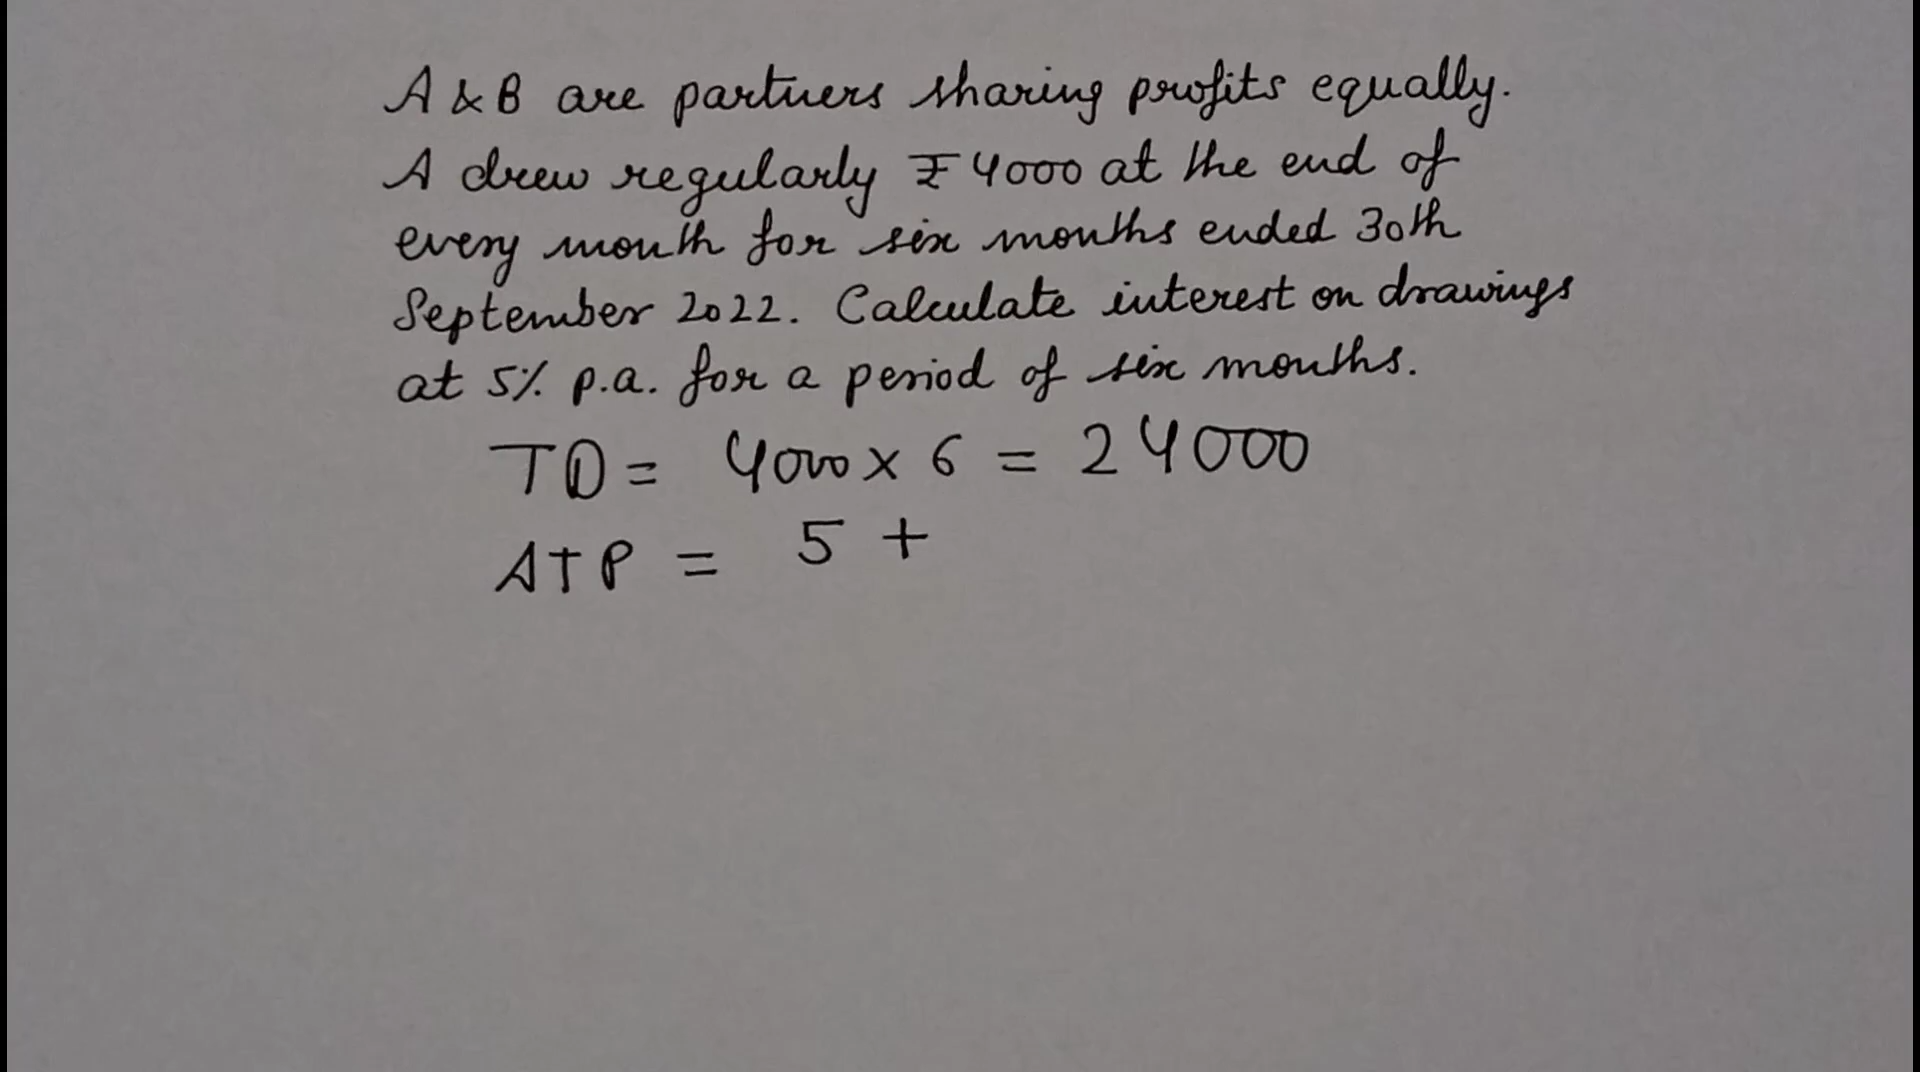 A & B are partners sharing profits equally.
A drew regularly ₹ 4000 at the end of
every month for six months ended 30th
September 2022. Calculate interest on drawings
at 5% p.a. for a period of six months.
TD = 4000 × 6 = 24000
ATP = 5 +